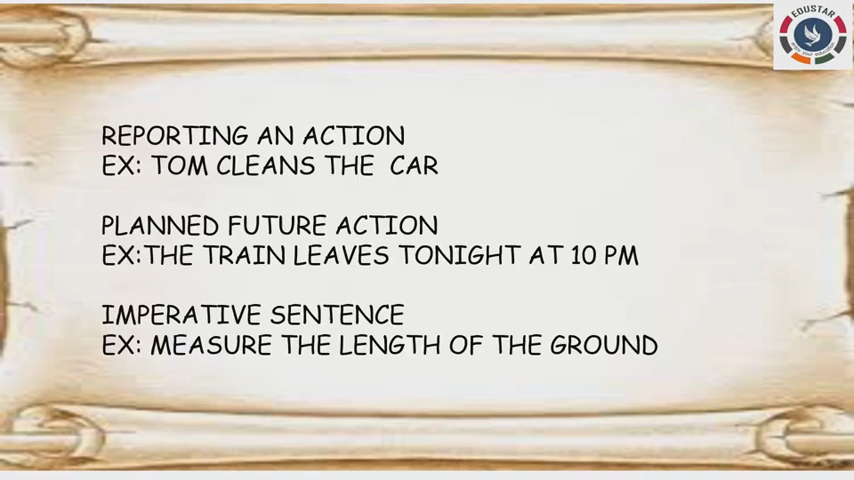 EDUSTAR
REPORTING AN ACTION
EX: TOM CLEANS THE CAR
PLANNED FUTURE ACTION
EX:THE TRAIN LEAVES TONIGHT AT 10 PM
IMPERATIVE SENTENCE
EX: MEASURE THE LENGTH OF THE GROUND